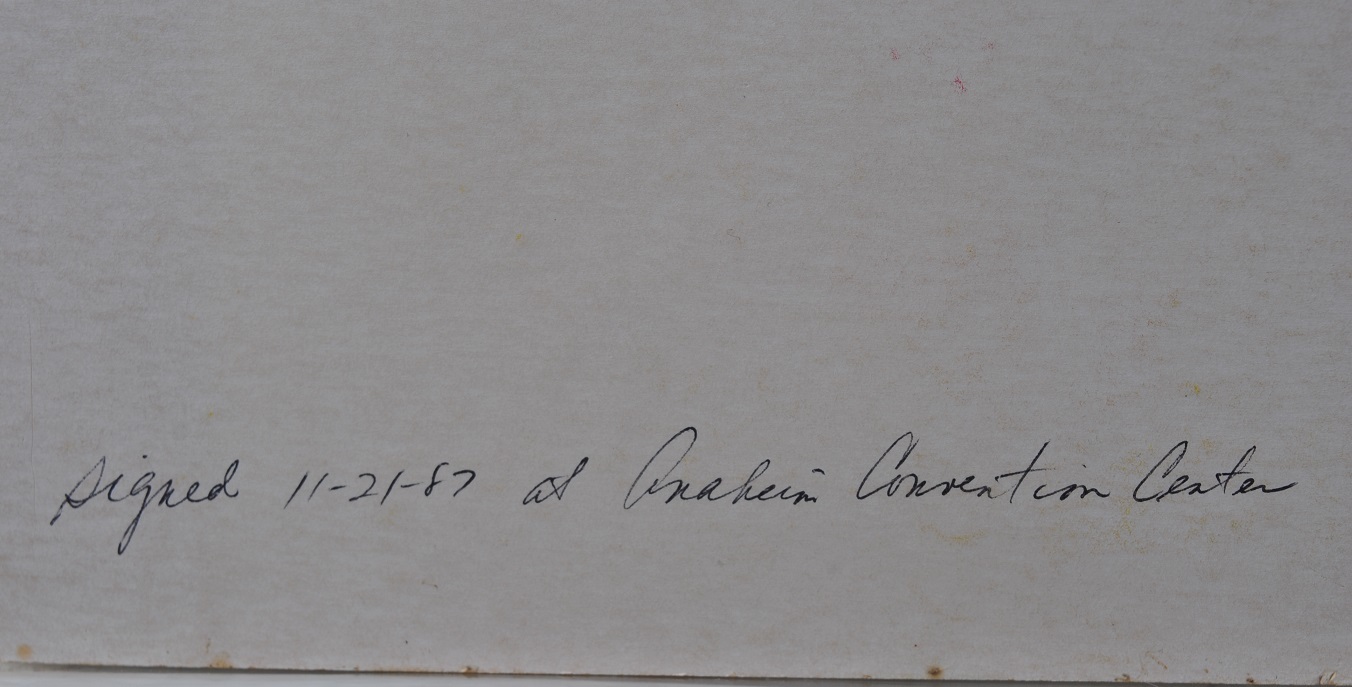 Signed 11-21-87 at Anaheim Convention Center